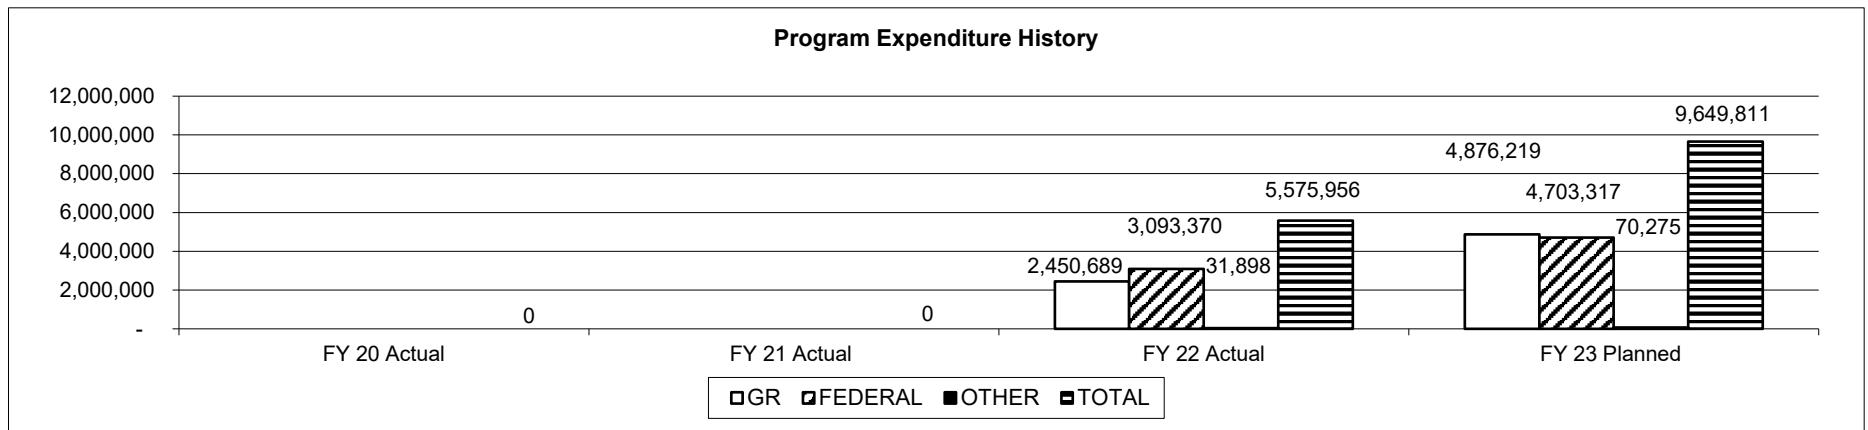 Program Expenditure History
12,000,000
10,000,000
8,000,000
6,000,000
4,000,000
2,000,000
-
0
0
2,450,689
3,093,370
31,898
5,575,956
4,876,219
4,703,317
70,275
9,649,811
FY 20 Actual
FY 21 Actual
FY 22 Actual
FY 23 Planned
GR
FEDERAL
OTHER
TOTAL